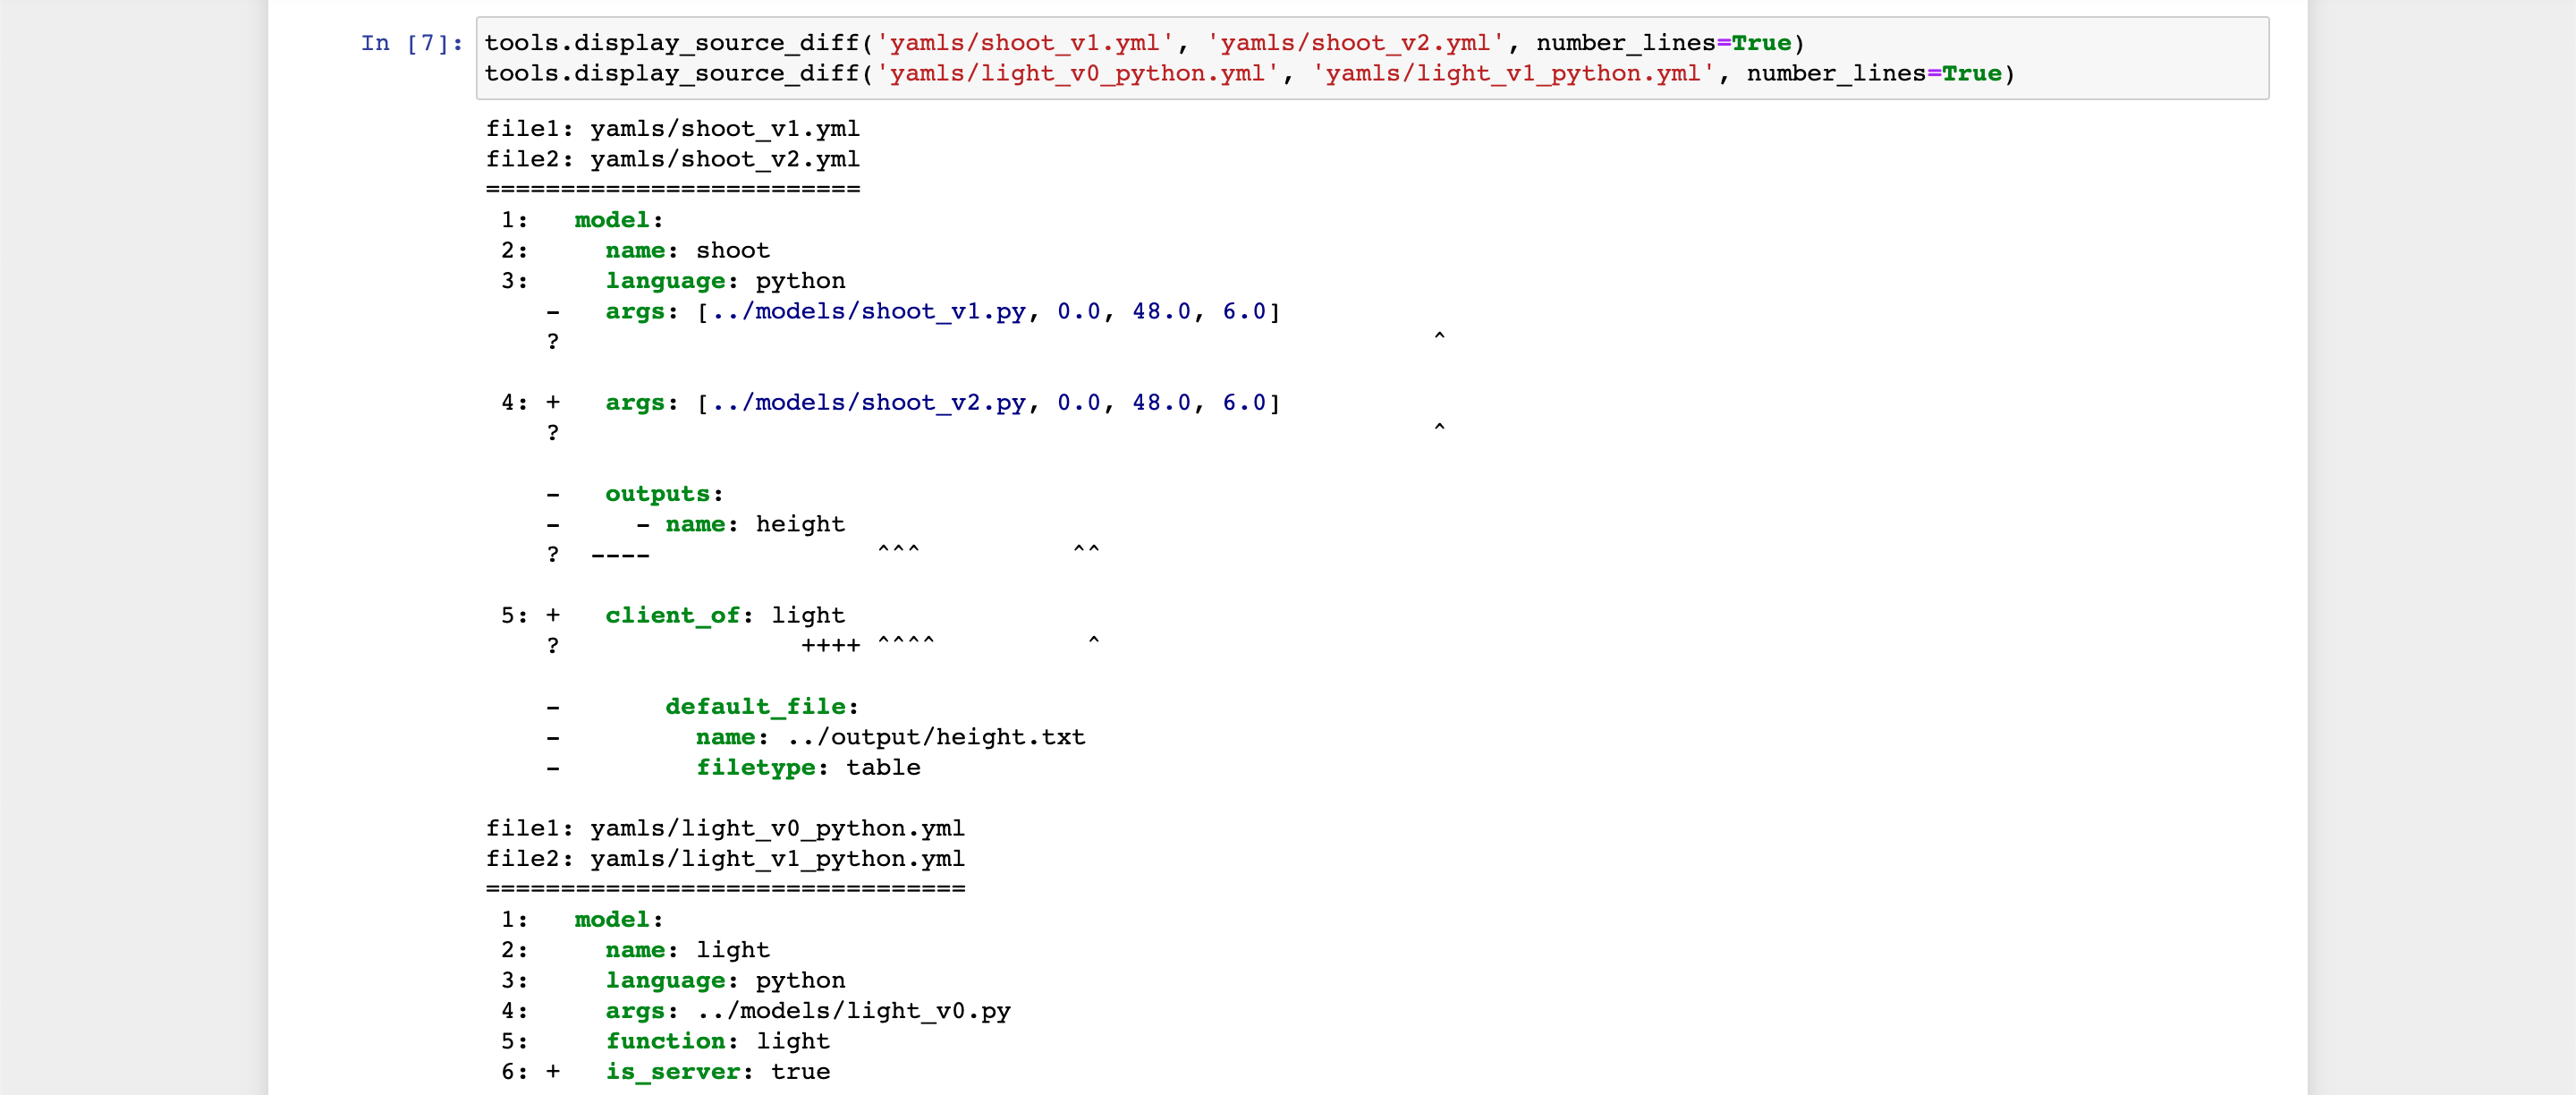 In [7]: tools.display_source_diff('yamls/shoot_v1.yml', 'yamls/shoot_v2.yml', number_lines=True)
tools.display_source_diff('yamls/light_v0_python.yml', 'yamls/light_v1_python.yml', number_lines=True)
file1: yamls/shoot_v1.yml
file2: yamls/shoot_v2.yml
=========================
1:   model:
2:     name: shoot
3:     language: python
   -   args: [../models/shoot_v1.py, 0.0, 48.0, 6.0]
   ?                                                          ^
4: +   args: [../models/shoot_v2.py, 0.0, 48.0, 6.0]
   ?                                                          ^
   -   outputs:
   -     - name: height
   ?  ----               ^^^          ^^
5: +   client_of: light
   ?                ++++ ^^^^          ^
   -       default_file:
   -         name: ../output/height.txt
   -         filetype: table
file1: yamls/light_v0_python.yml
file2: yamls/light_v1_python.yml
================================
1:   model:
2:     name: light
3:     language: python
4:     args: ../models/light_v0.py
5:     function: light
6: +   is_server: true